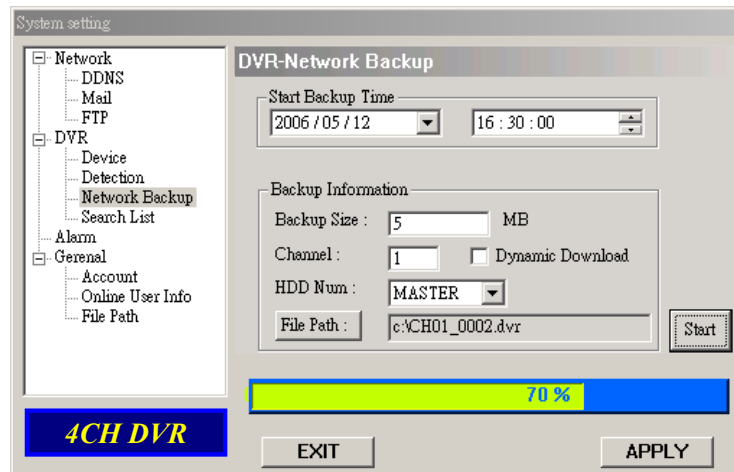 System setting
Network
DDNS
Mail
FTP
DVR
Device
Detection
Network Backup
Search List
Alarm
Gerenal
Account
Online User Info
File Path
4CH DVR
DVR-Network Backup
Start Backup Time
2006 / 05 / 12 16 : 30 : 00
Backup Information
Backup Size : 5 MB
Channel : 1 Dynamic Download
HDD Num : MASTER
File Path : c:\CH01_0002.dvr
Start
70 %
EXIT APPLY